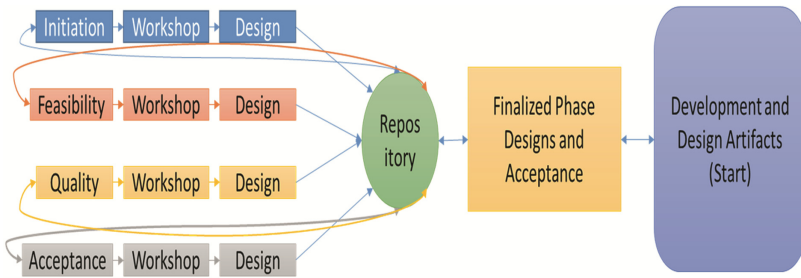 Initiation Workshop Design
Feasibility Workshop Design
Quality Workshop Design
Acceptance Workshop Design
Repos
itory
Finalized Phase
Designs and
Acceptance
Development and
Design Artifacts
(Start)